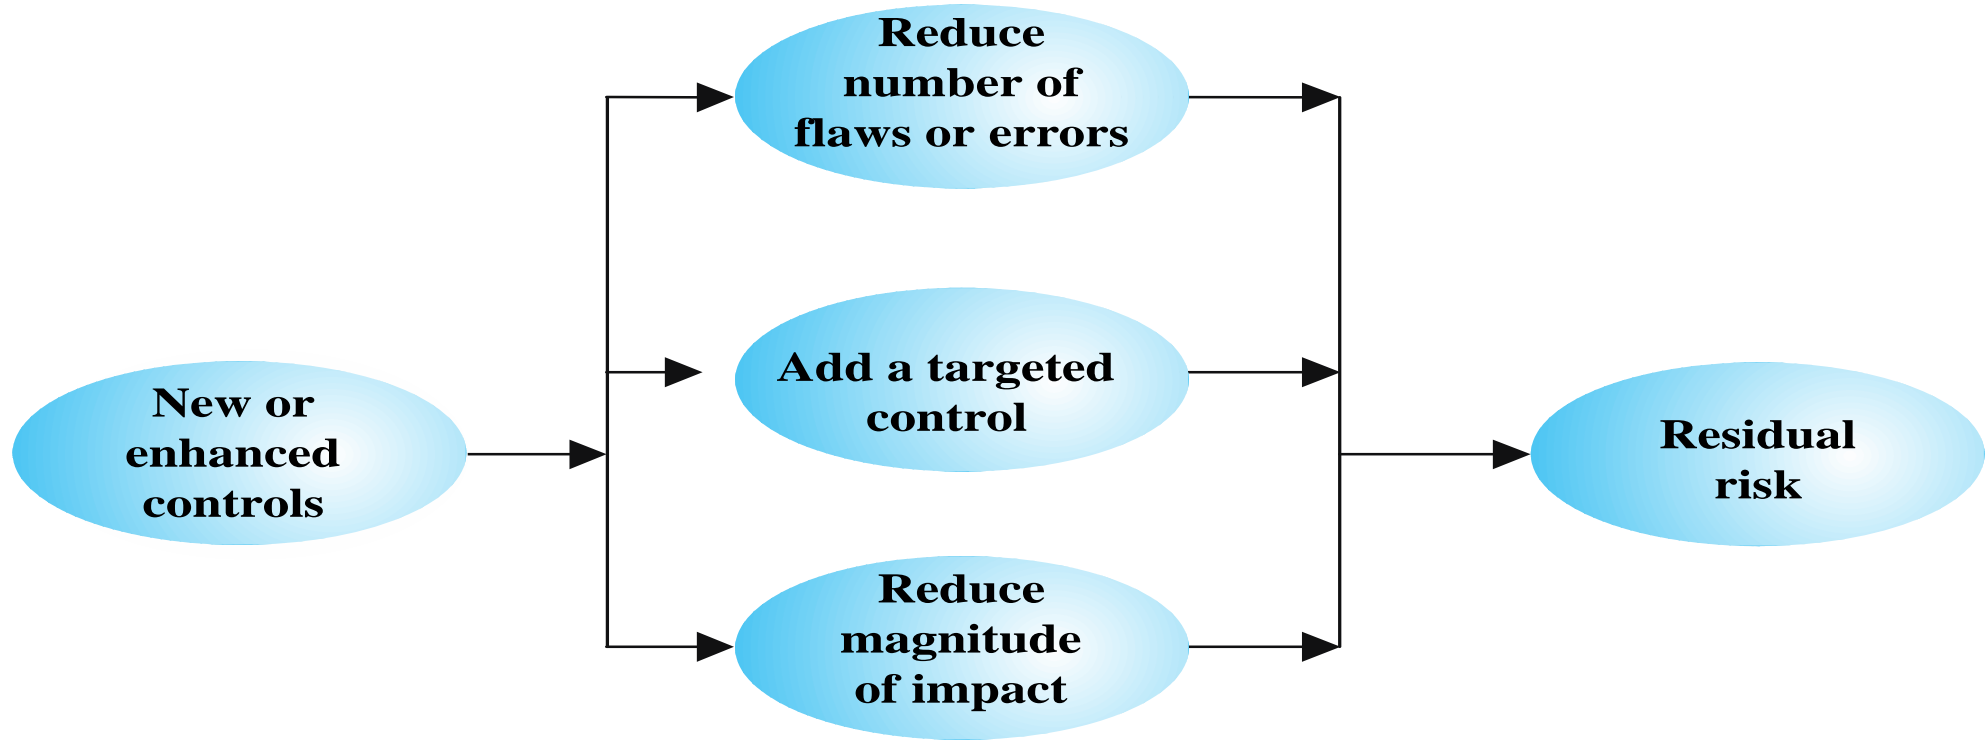 New or
enhanced
controls
Reduce
number of
flaws or errors
Add a targeted
control
Reduce
magnitude
of impact
Residual
risk